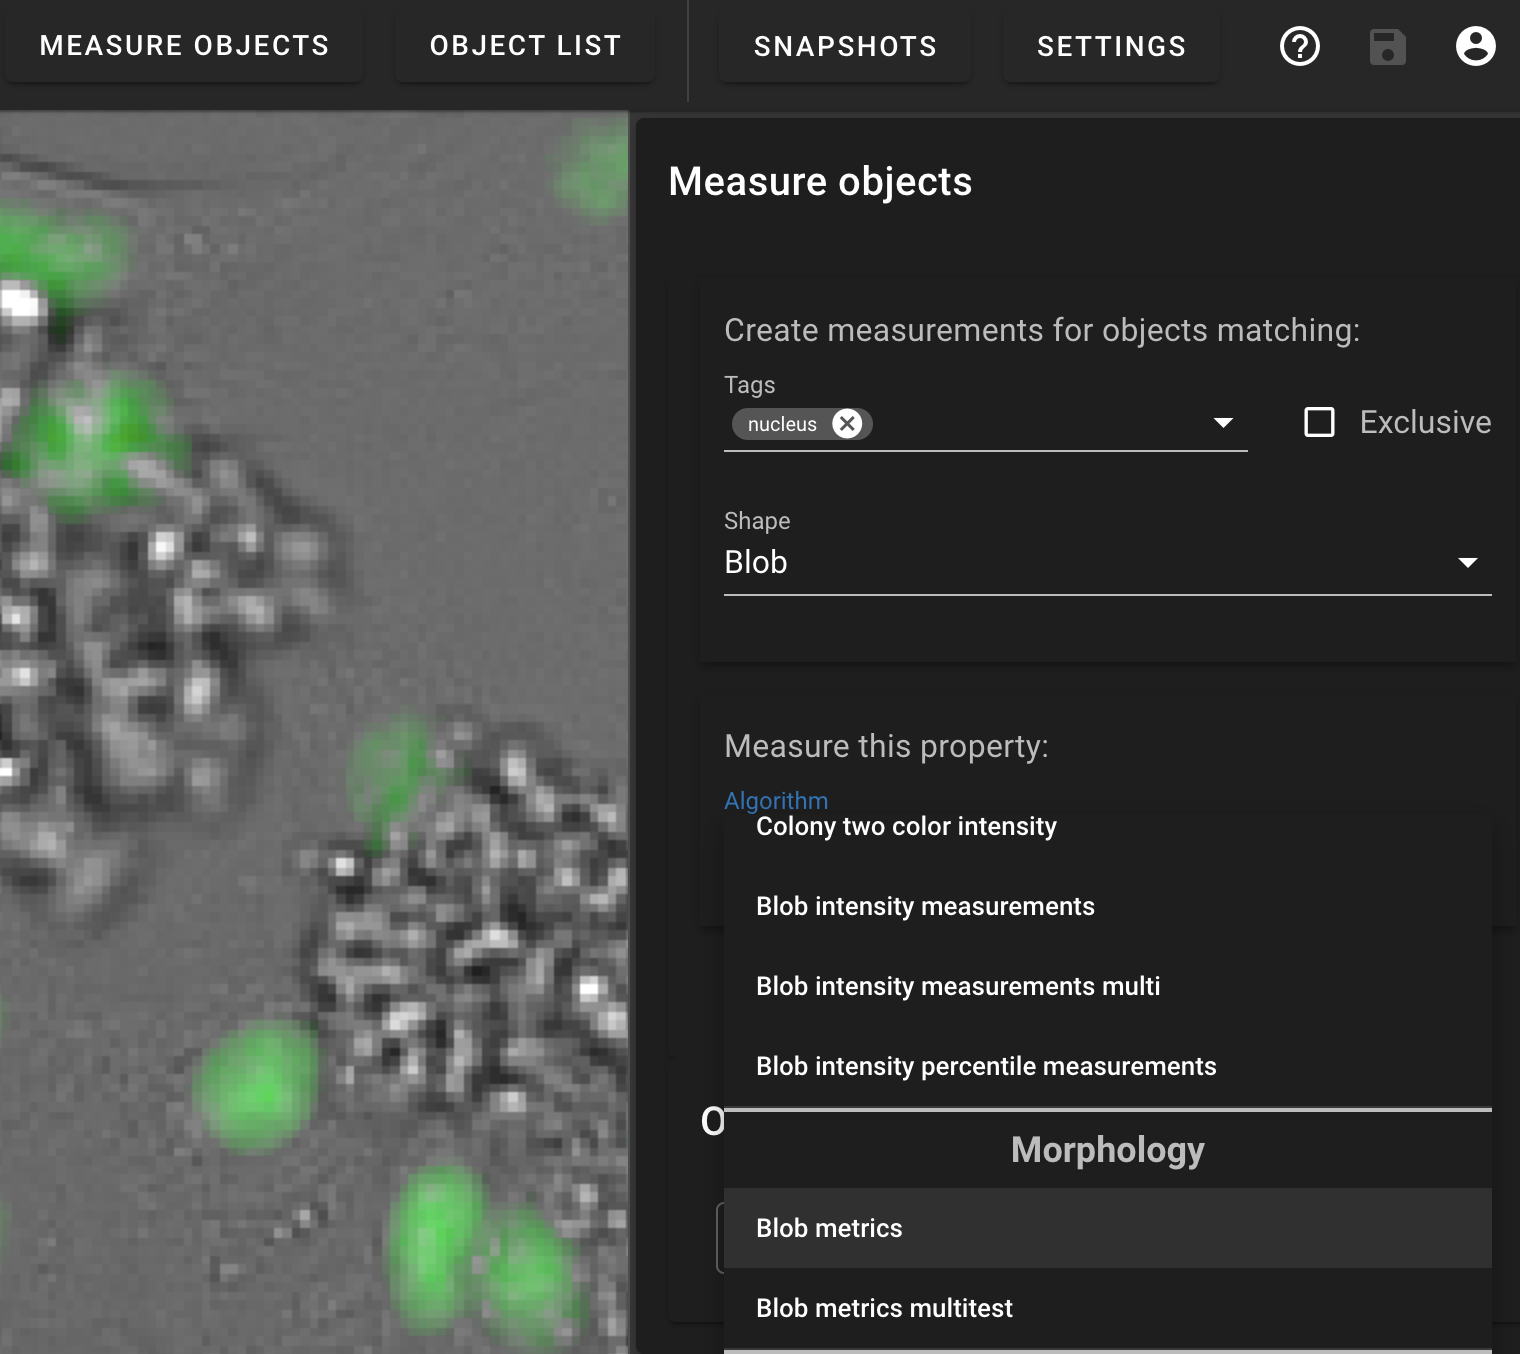 MEASURE OBJECTS OBJECT LIST SNAPSHOTS SETTINGS
Measure objects
Create measurements for objects matching:
Tags
nucleus
Exclusive
Shape
Blob
Measure this property:
Algorithm
Colony two color intensity
Blob intensity measurements
Blob intensity measurements multi
Blob intensity percentile measurements
Morphology
Blob metrics
Blob metrics multitest